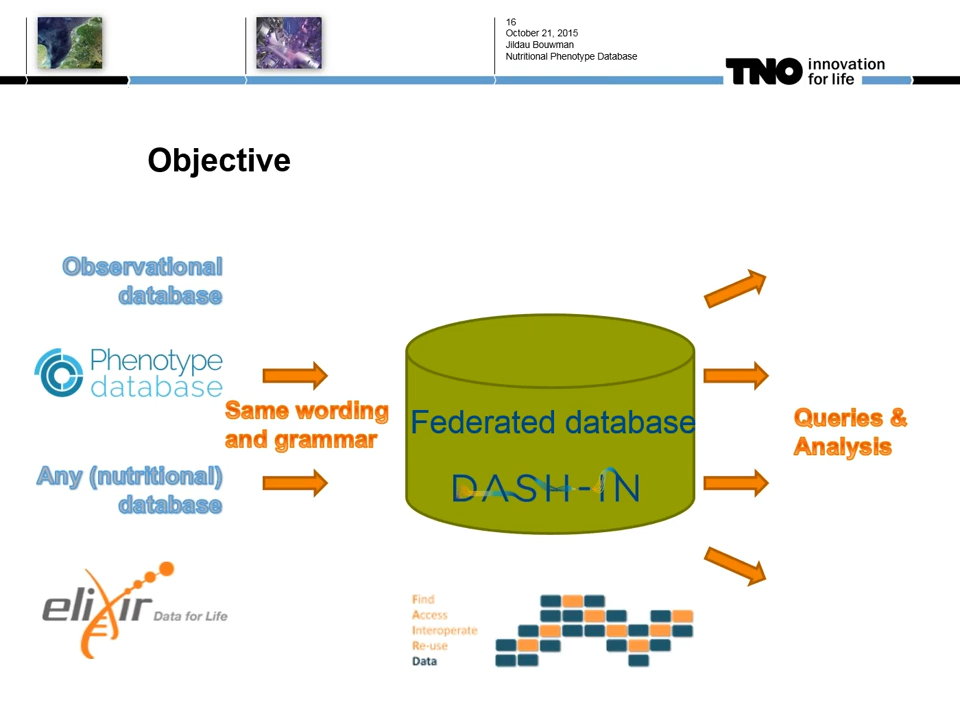 16
October 21, 2015
Jildau Bouwman
Nutritional Phenotype Database
TNO innovation
for life
Objective
Observational
database
Phenotype
database
Same wording
and grammar
Any (nutritional)
database
Federated database
DASH-IN
Queries &
Analysis
elixir Data for Life
Find
Access
Interoperate
Re-use
Data